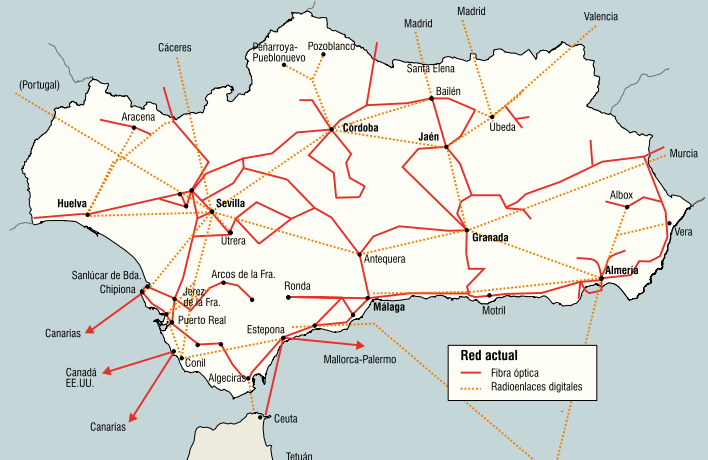 Madrid
Madrid
Valencia
Cáceres
Peñarroya-
Pueblonuevo
Pozoblanco
Santa Elena
(Portugal)
Bailén
Aracena
Córdoba
Úbeda
Jaén
Murcia
Huelva
Sevilla
Albox
Utrera
Granada
Vera
Antequera
Sanlúcar de Bda.
Arcos de la Fra.
Almería
Chipiona
Jerez
de la Fra.
Ronda
Málaga
Motril
Puerto Real
Canarias
Estepona
Mallorca-Palermo
Conil
Canadá
EE.UU.
Algeciras
Red actual
Fibra óptica
Radioenlaces digitales
Canarias
Ceuta
Tetuán